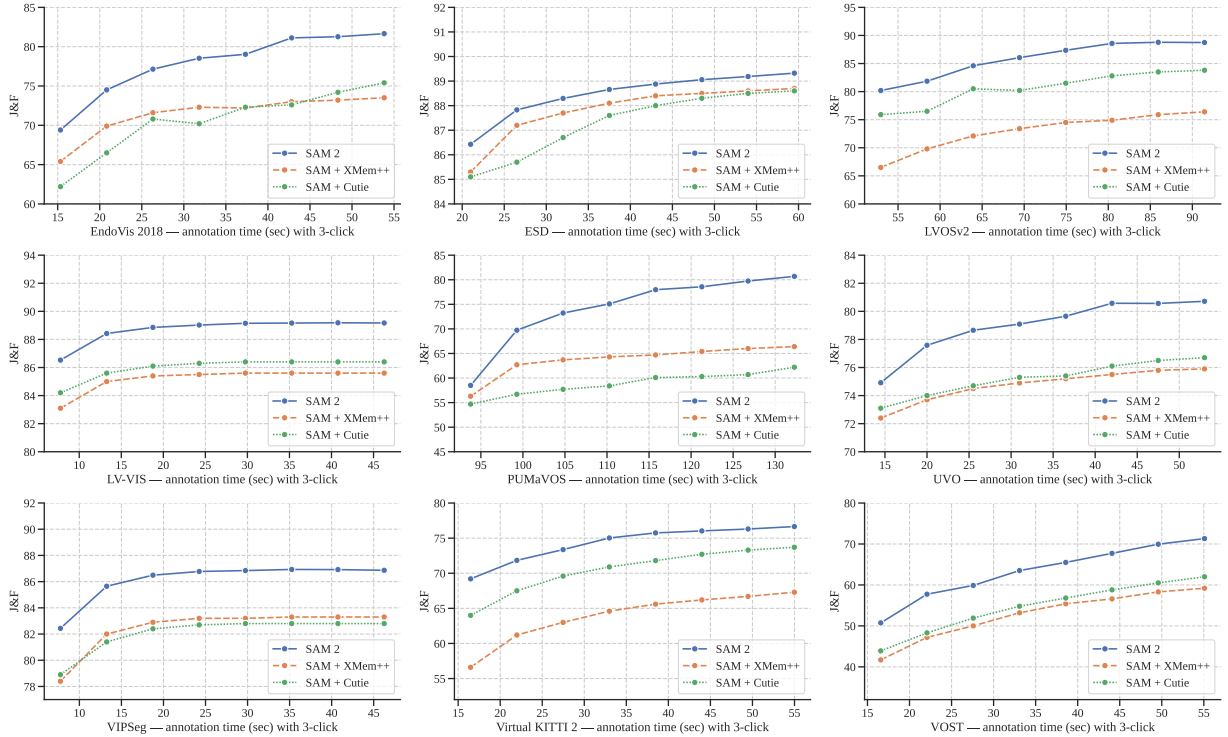 85
80
75
70
65
60
J&F
15 20 25 30 35 40 45 50 55
EndoVis 2018 — annotation time (sec) with 3-click
SAM 2
SAM + XMem++
SAM + Cutie
92
91
90
89
88
87
86
85
84
J&F
20 25 30 35 40 45 50 55 60
ESD — annotation time (sec) with 3-click
SAM 2
SAM + XMem++
SAM + Cutie
95
90
85
80
75
70
65
60
J&F
55 60 65 70 75 80 85 90
LVOSv2 — annotation time (sec) with 3-click
SAM 2
SAM + XMem++
SAM + Cutie
94
92
90
88
86
84
82
80
J&F
10 15 20 25 30 35 40 45
LV-VIS — annotation time (sec) with 3-click
SAM 2
SAM + XMem++
SAM + Cutie
85
80
75
70
65
60
55
50
45
J&F
95 100 105 110 115 120 125 130
PUMaVOS — annotation time (sec) with 3-click
SAM 2
SAM + XMem++
SAM + Cutie
84
82
80
78
76
74
72
70
J&F
15 20 25 30 35 40 45 50
UVO — annotation time (sec) with 3-click
SAM 2
SAM + XMem++
SAM + Cutie
92
90
88
86
84
82
80
78
J&F
10 15 20 25 30 35 40 45
VIPSeg — annotation time (sec) with 3-click
SAM 2
SAM + XMem++
SAM + Cutie
80
75
70
65
60
55
J&F
15 20 25 30 35 40 45 50 55
Virtual KITTI 2 — annotation time (sec) with 3-click
SAM 2
SAM + XMem++
SAM + Cutie
80
70
60
50
40
J&F
15 20 25 30 35 40 45 50 55
VOST — annotation time (sec) with 3-click
SAM 2
SAM + XMem++
SAM + Cutie